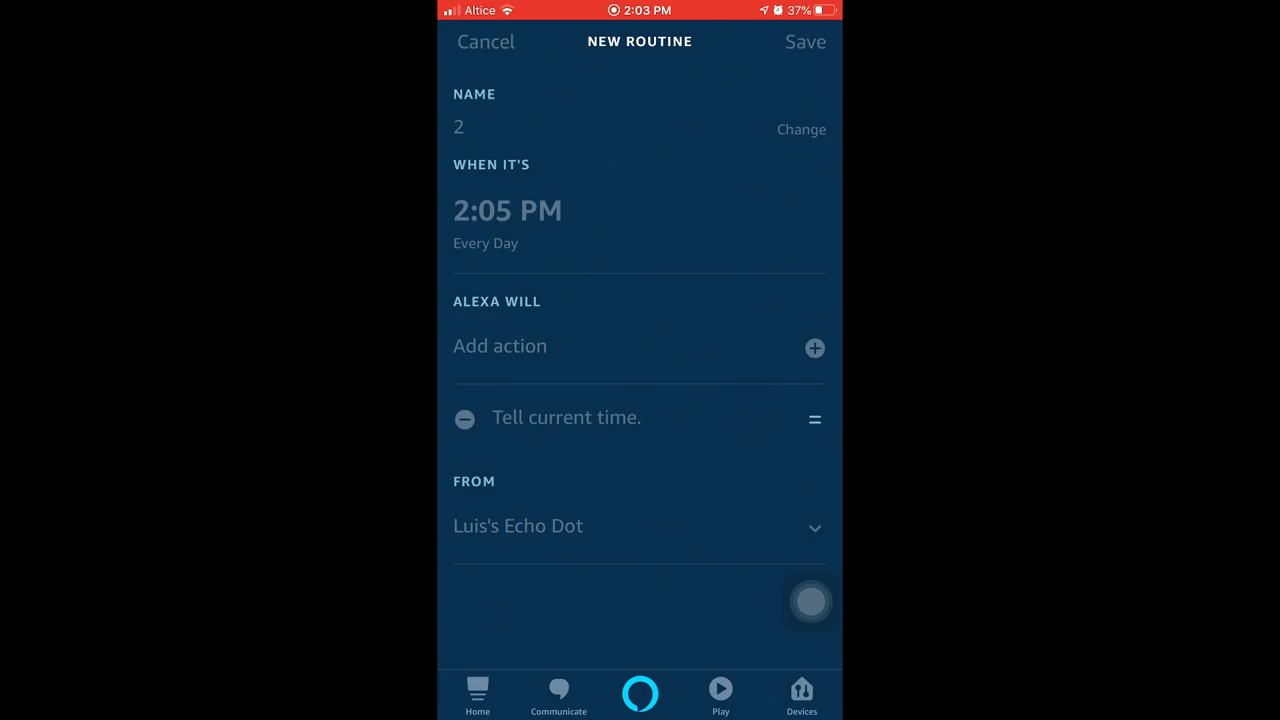 Altice 2:03 PM 37%
Cancel NEW ROUTINE Save
NAME
2 Change
WHEN IT'S
2:05 PM
Every Day
ALEXA WILL
Add action
Tell current time.
FROM
Luis's Echo Dot
Home Communicate Play Devices